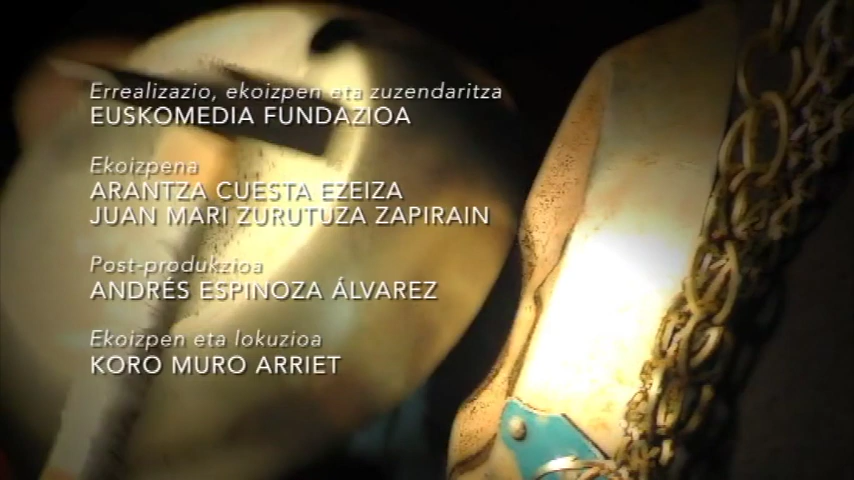 Errealizazio, ekoizpen eta zuzendaritza
EUSKOMEDIA FUNDAZIOA
Ekoizpena
ARANTZA CUESTA EZEIZA
JUAN MARI ZURUTUZA ZAPIRAIN
Post-produkzioa
ANDRÉS ESPINOZA ÁLVAREZ
Ekoizpen eta lokuzioa
KORO MURO ARRIET